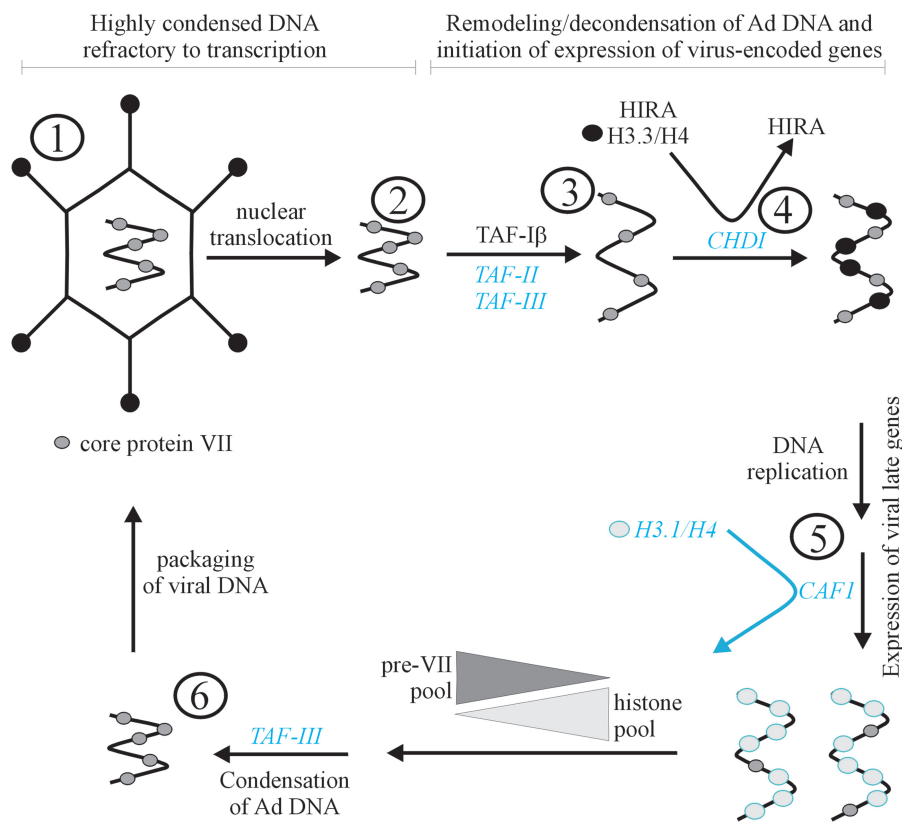 Highly condensed DNA
refractory to transcription
Remodeling/decondensation of Ad DNA and
initiation of expression of virus-encoded genes
1
nuclear
translocation
2
TAF-Iβ
TAF-II
TAF-III
3
HIRA
H3.3/H4
HIRA
4
CHDI
core protein VII
DNA
replication
Expression of viral late genes
5
H3.1/H4
CAF1
pre-VII
pool
histone
pool
6
TAF-III
Condensation
of Ad DNA
packaging
of viral DNA